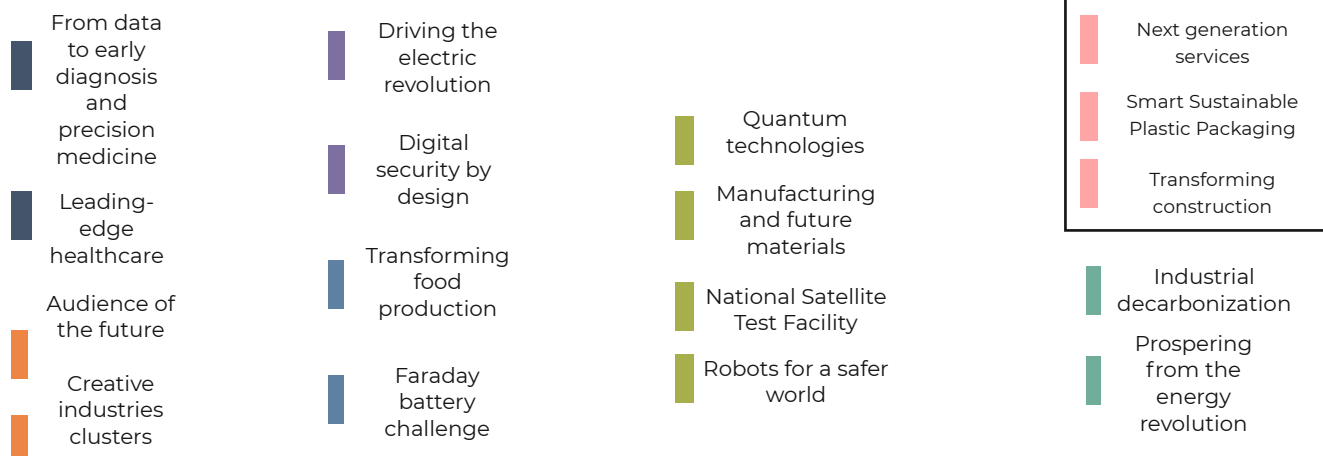 From data
to early
diagnosis
and
precision
medicine
Leading-
edge
healthcare
Audience of
the future
Creative
industries
clusters
Driving the
electric
revolution
Digital
security by
design
Transforming
food
production
Faraday
battery
challenge
Quantum
technologies
Manufacturing
and future
materials
National Satellite
Test Facility
Robots for a safer
world
Next generation
services
Smart Sustainable
Plastic Packaging
Transforming
construction
Industrial
decarbonization
Prospering
from the
energy
revolution